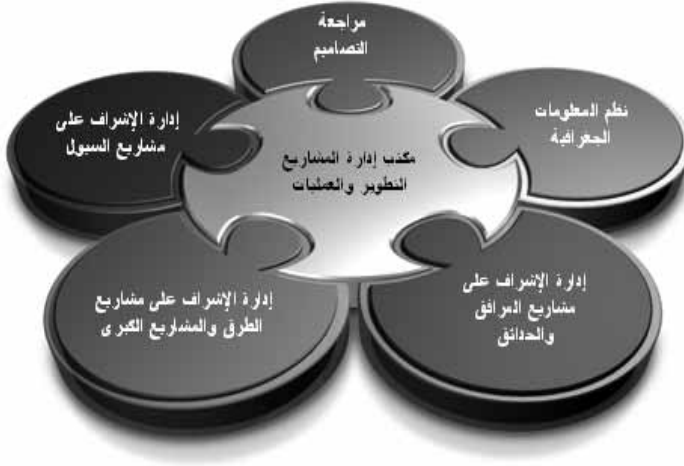 مراجعة
التصاميم
نظم المعلومات
الجغرافية
إدارة الإشراف على
مشاريع السيول
مكتب إدارة المشاريع
التطوير والعمليات
إدارة الإشراف على
مشاريع المرافق
والحدائق
إدارة الإشراف على مشاريع
الطرق والمشاريع الكبرى